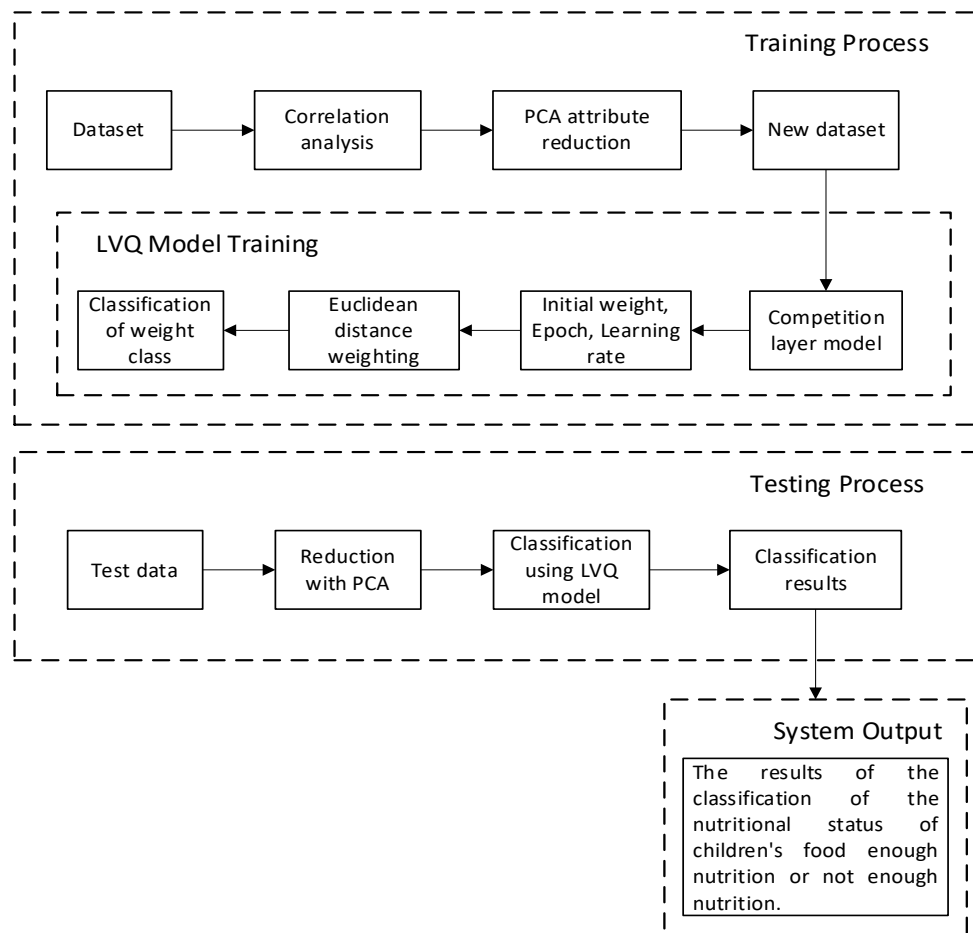 Training Process
Dataset
Correlation
analysis
PCA attribute
reduction
New dataset
LVQ Model Training
Classification
of weight
class
Euclidean
distance
weighting
Initial weight,
Epoch, Learning
rate
Competition
layer model
Testing Process
Test data
Reduction
with PCA
Classification
using LVQ
model
Classification
results
System Output
The results of the
classification of the
nutritional status of
children's food enough
nutrition or not enough
nutrition.